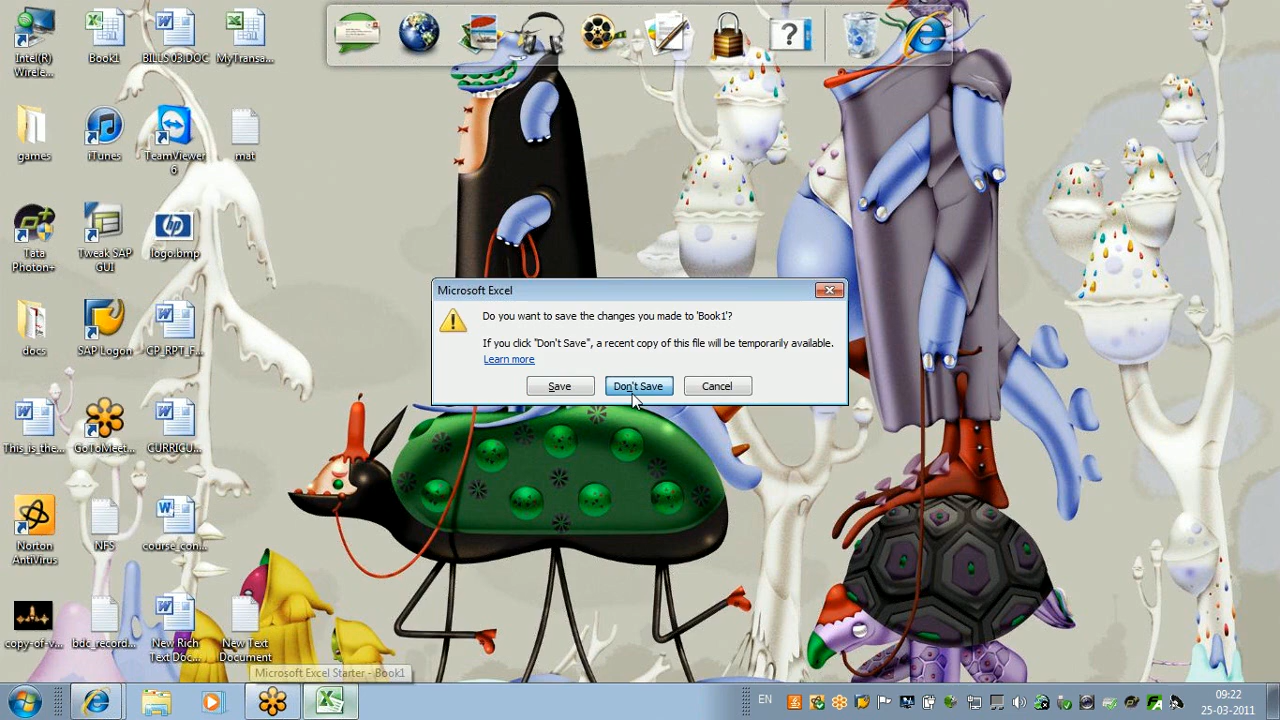 Intel(R)
Wirele...
Book1
BILLS 03.DOC
MyTransa...
games
iTunes
TeamViewer
6
mat
Tata
Photon+
Tweak SAP
GUI
logo.bmp
docs
SAP Logon
CP_RPT_F...
This_is_the...
GoToMeet...
CURRICU...
Norton
AntiVirus
NFS
course_con...
copy-of-v...
bdc_record...
New Rich
Text Doc...
New Text
Document
Microsoft Excel
Do you want to save the changes you made to 'Book1'?
If you click "Don't Save", a recent copy of this file will be temporarily available.
Learn more
Save
Don't Save
Cancel
Microsoft Excel Starter - Book1
EN
09:22
25-03-2011